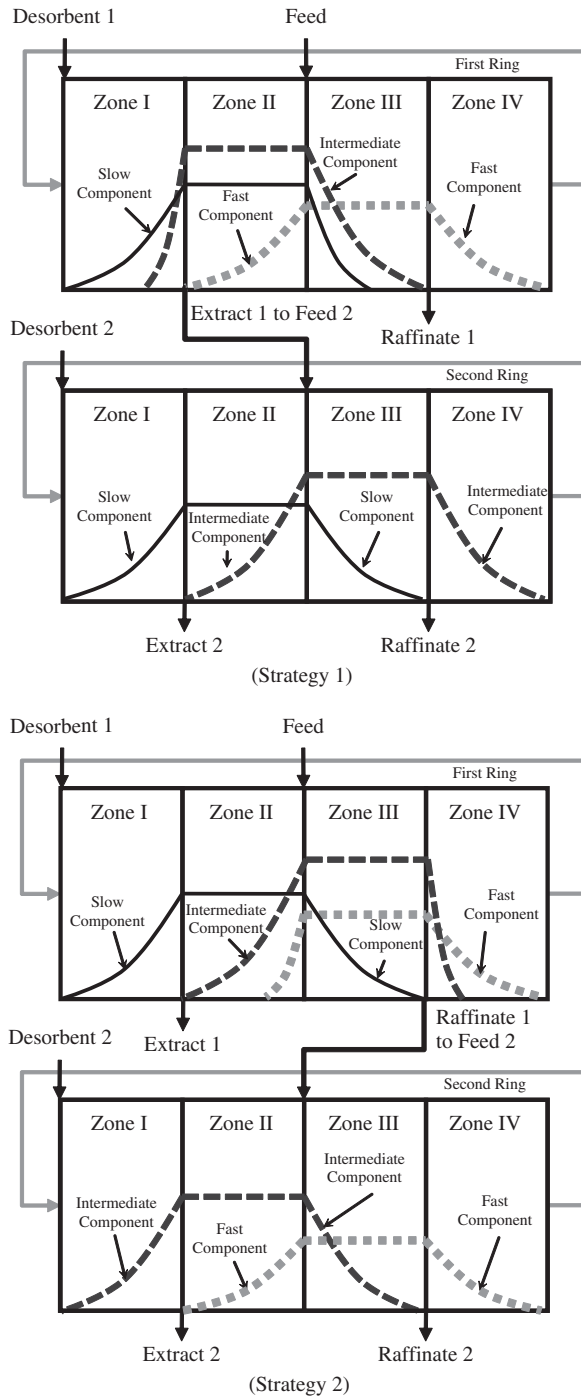 Desorbent 1
Feed
First Ring
Zone I
Zone II
Zone III
Zone IV
Slow
Component
Fast
Component
Intermediate
Component
Fast
Component
Extract 1 to Feed 2
Raffinate 1
Desorbent 2
Second Ring
Zone I
Zone II
Zone III
Zone IV
Slow
Component
Intermediate
Component
Slow
Component
Intermediate
Component
Extract 2
Raffinate 2
(Strategy 1)
Desorbent 1
Feed
First Ring
Zone I
Zone II
Zone III
Zone IV
Slow
Component
Intermediate
Component
Slow
Component
Fast
Component
Extract 1
Raffinate 1
to Feed 2
Desorbent 2
Second Ring
Zone I
Zone II
Zone III
Zone IV
Intermediate
Component
Fast
Component
Intermediate
Component
Fast
Component
Extract 2
Raffinate 2
(Strategy 2)